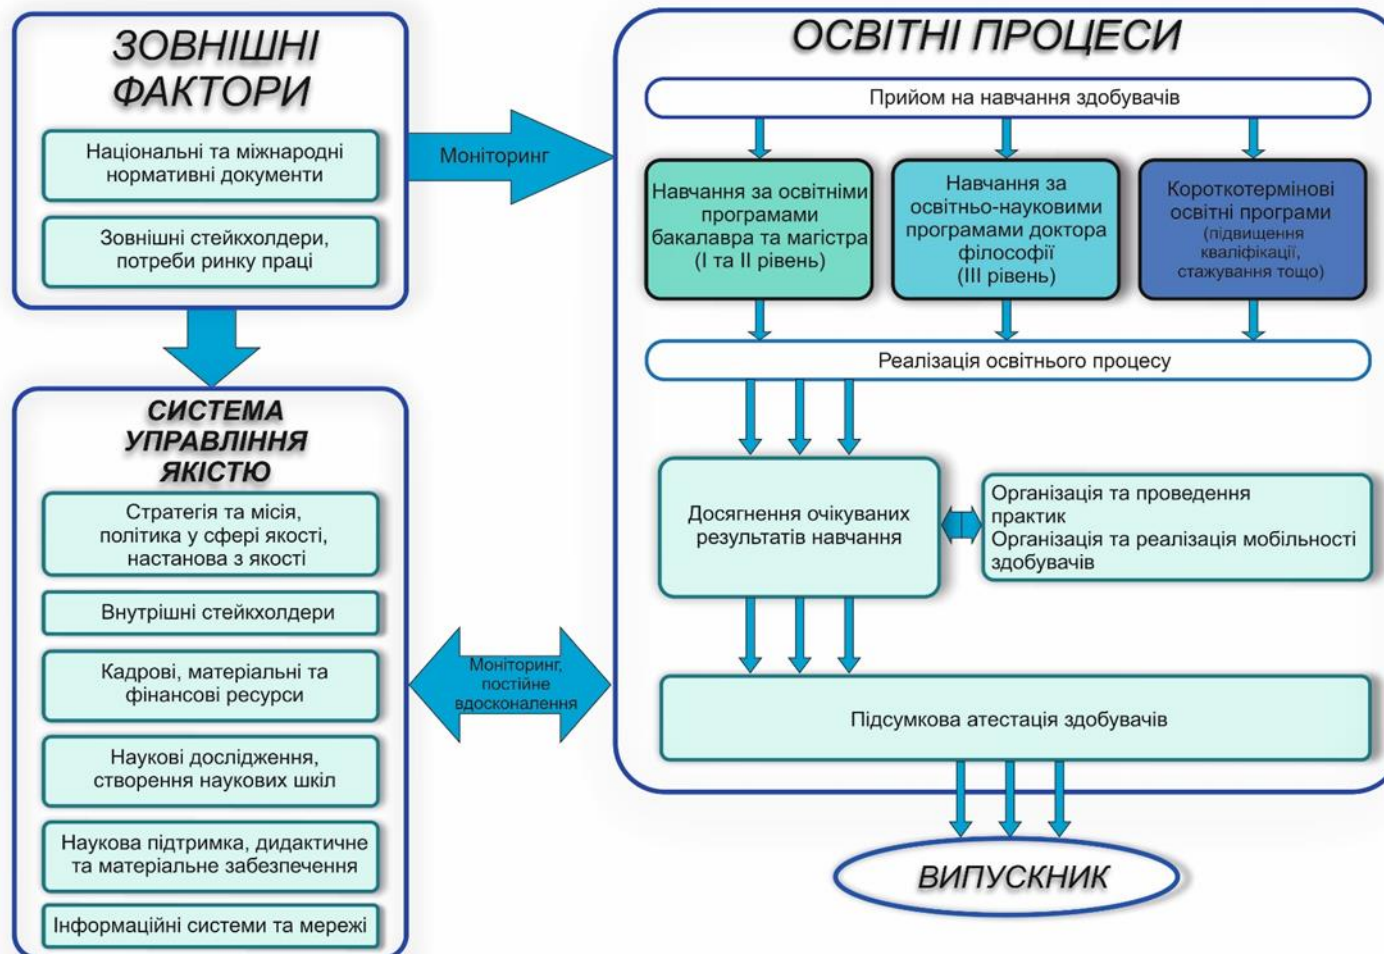 ЗОВНІШНІ
ФАКТОРИ
Національні та міжнародні
нормативні документи
Зовнішні стейкхолдери,
потреби ринку праці
Моніторинг
СИСТЕМА
УПРАВЛІННЯ
ЯКІСТЮ
Стратегія та місія,
політика у сфері якості,
настанова з якості
Внутрішні стейкхолдери
Кадрові, матеріальні та
фінансові ресурси
Наукові дослідження,
створення наукових шкіл
Наукова підтримка, дидактичне
та матеріальне забезпечення
Інформаційні системи та мережі
Моніторинг,
постійне
вдосконалення
ОСВІТНІ ПРОЦЕСИ
Прийом на навчання здобувачів
Навчання за освітніми
програмами
бакалавра та магістра
(І та ІІ рівень)
Навчання за
освітньо-науковими
програмами доктора
філософії
(ІІІ рівень)
Короткотермінові
освітні програми
(підвищення
кваліфікації,
стажування тощо)
Реалізація освітнього процесу
Досягнення очікуваних
результатів навчання
Організація та проведення
практик
Організація та реалізація мобільності
здобувачів
Підсумкова атестація здобувачів
ВИПУСКНИК